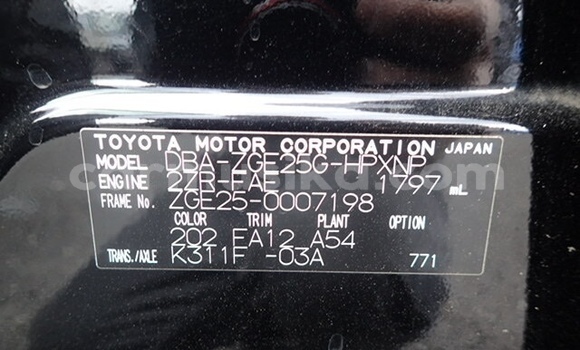 TOYOTA MOTOR CORPORATION JAPAN
MODEL DBA-ZGE25G-HPXNP
ENGINE 2ZR-FAE 1797 mL
FRAME No. ZGE25-0007198
COLOR TRIM PLANT OPTION
202 FA12 A54
TRANS./AXLE K311F -03A 771